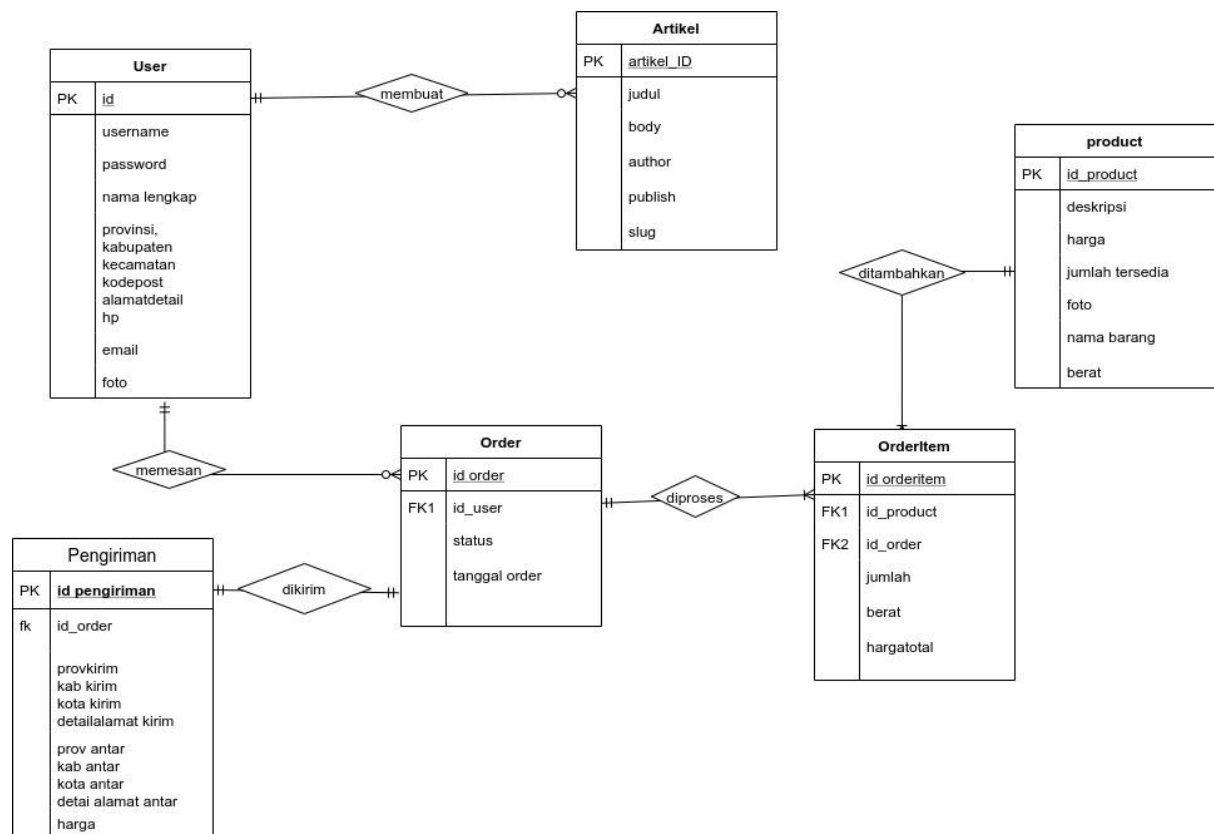 Artikel
PK artikel_ID
judul
body
author
publish
slug
User
PK id
username
password
nama lengkap
provinsi,
kabupaten
kecamatan
kodepost
alamatdetail
hp
email
foto
membuat
product
PK id_product
deskripsi
harga
jumlah tersedia
foto
nama barang
berat
ditambahkan
memesan
Order
PK id order
FK1 id_user
status
tanggal order
diproses
OrderItem
PK id orderitem
FK1 id_product
FK2 id_order
jumlah
berat
hargatotal
Pengiriman
PK id pengiriman
fk id_order
provkirim
kab kirim
kota kirim
detailalamat kirim
prov antar
kab antar
kota antar
detai alamat antar
harga
dikirim